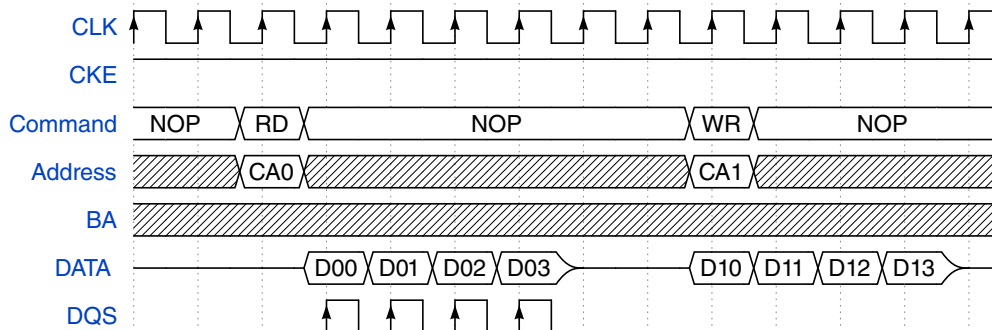 CLK
CKE
Command NOP RD NOP WR NOP
Address CA0 CA1
BA
DATA D00 D01 D02 D03 D10 D11 D12 D13
DQS